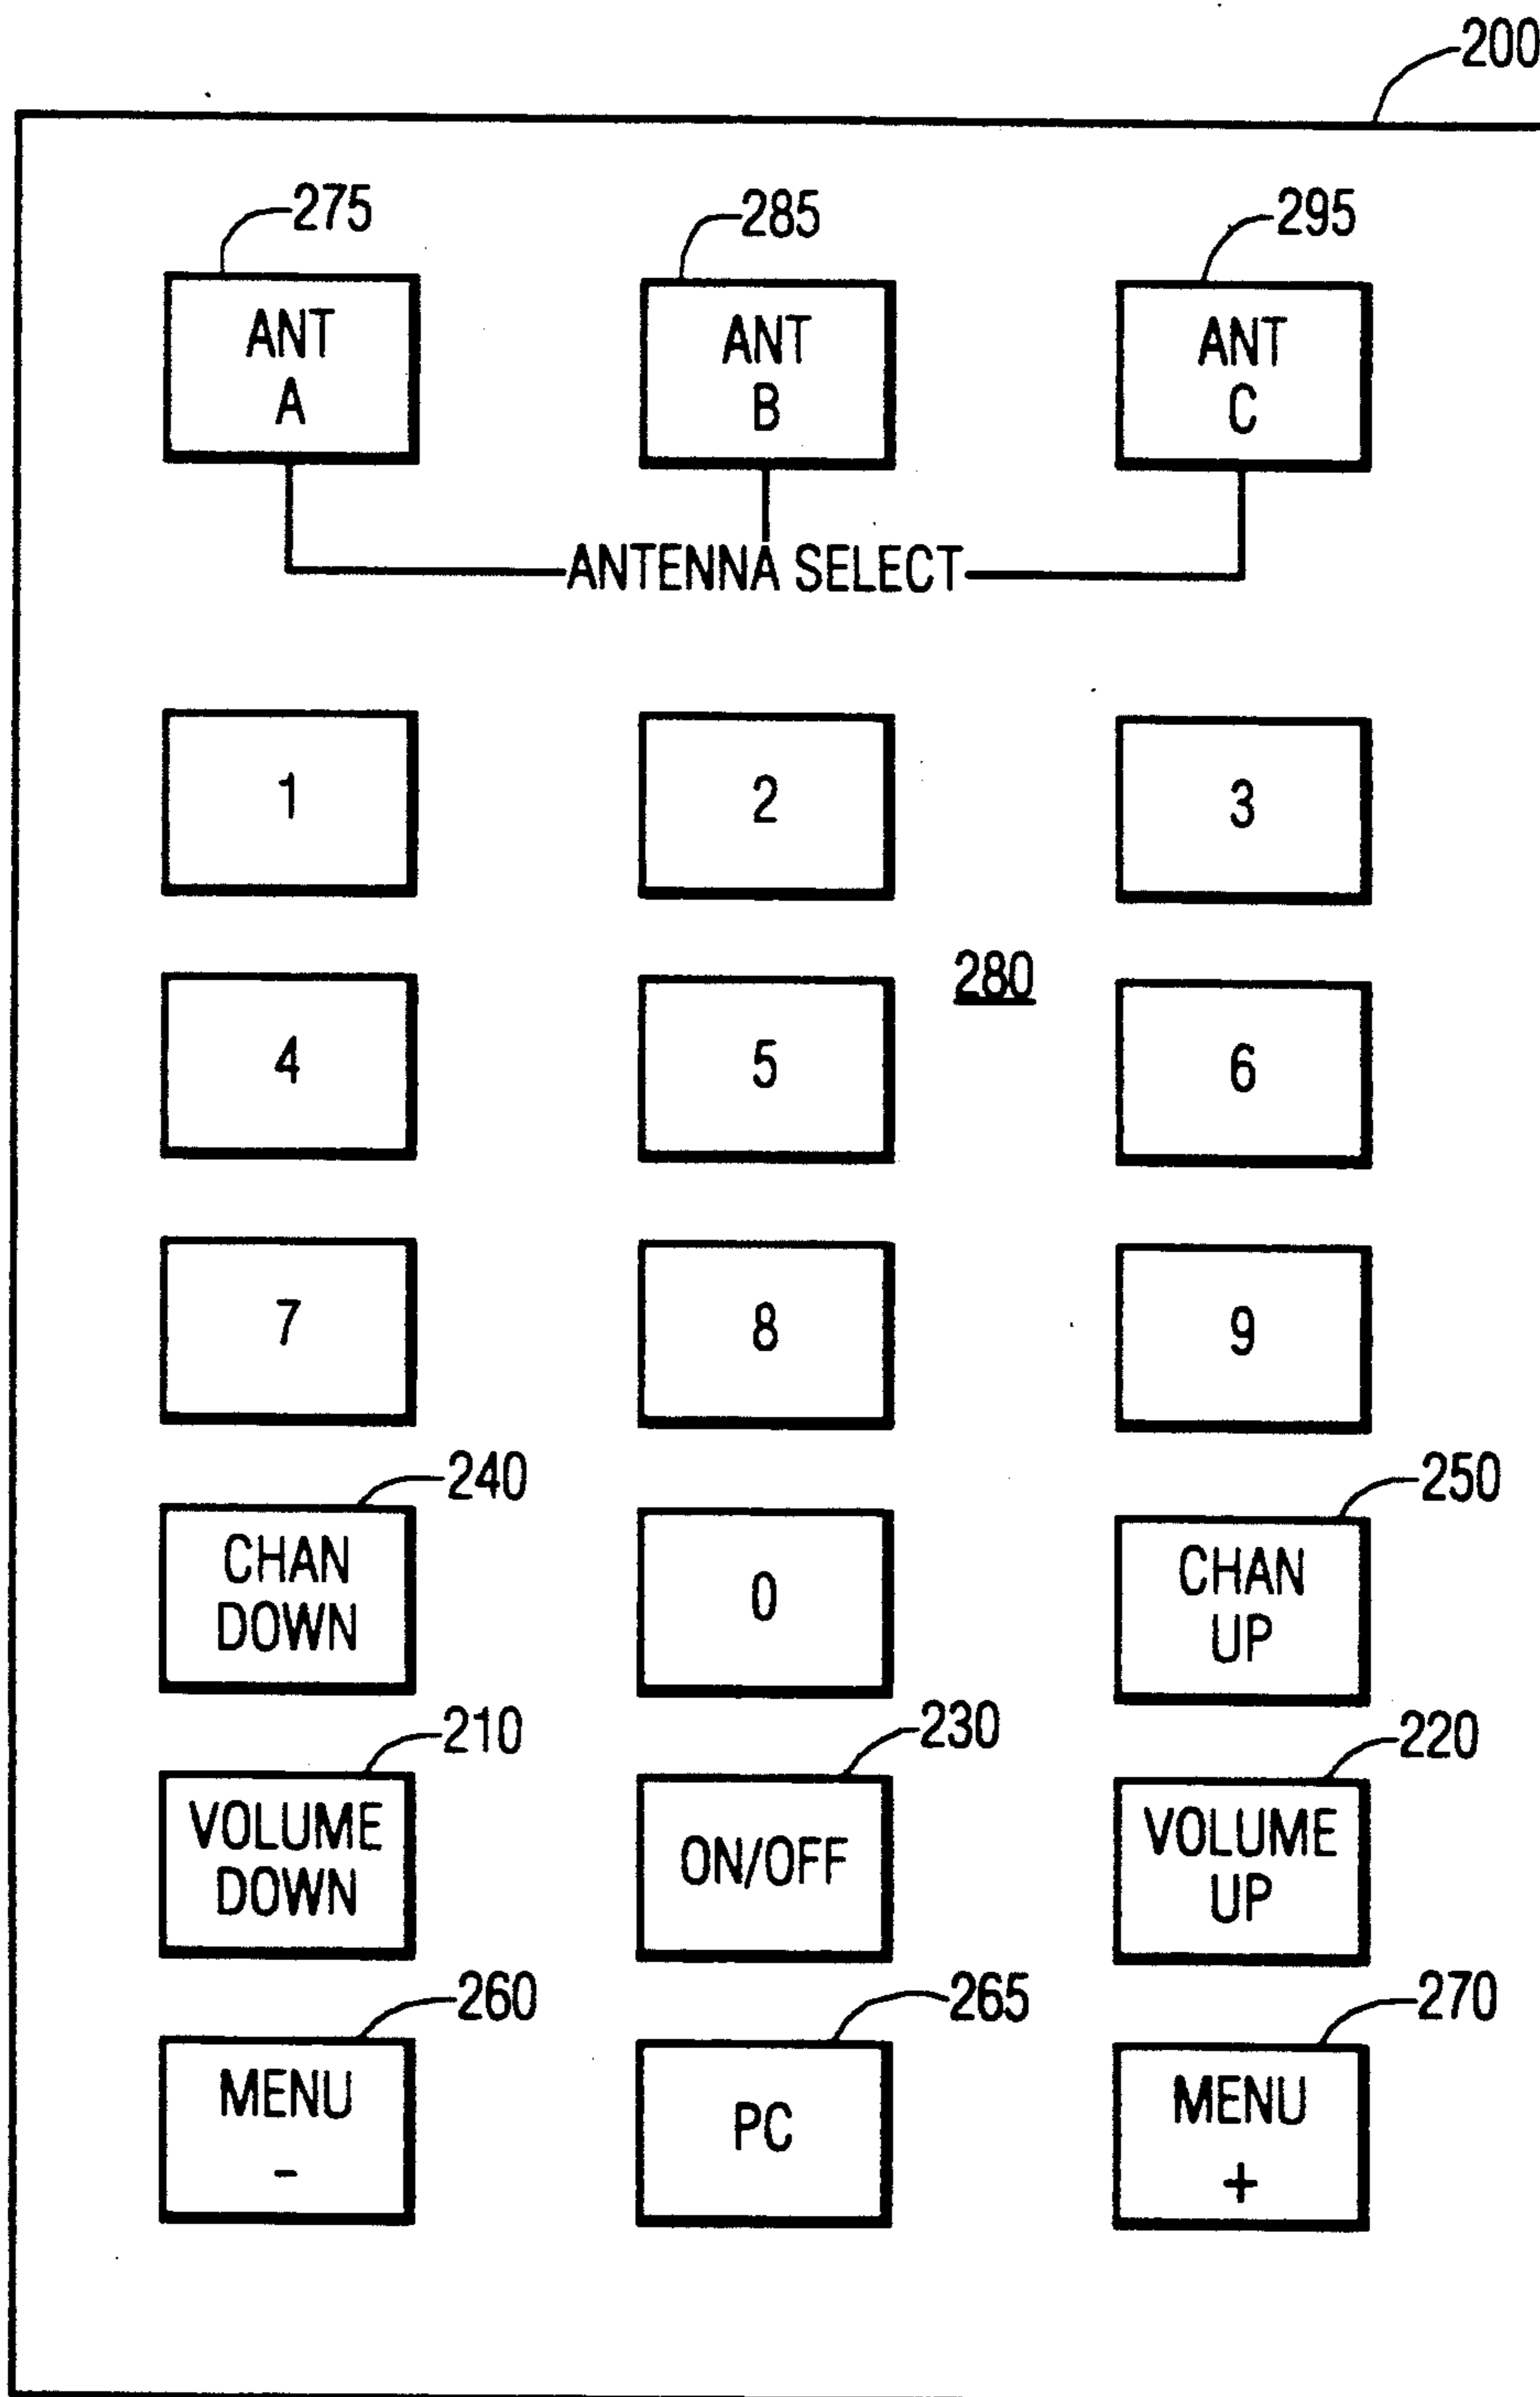 200
275 285 295
ANT ANT ANT
A B C
ANTENNA SELECT
1 2 3
280
4 5 6
7 8 9
240 250
CHAN 0 CHAN
DOWN UP
210 230 220
VOLUME ON/OFF VOLUME
DOWN UP
260 265 270
MENU PC MENU
- +